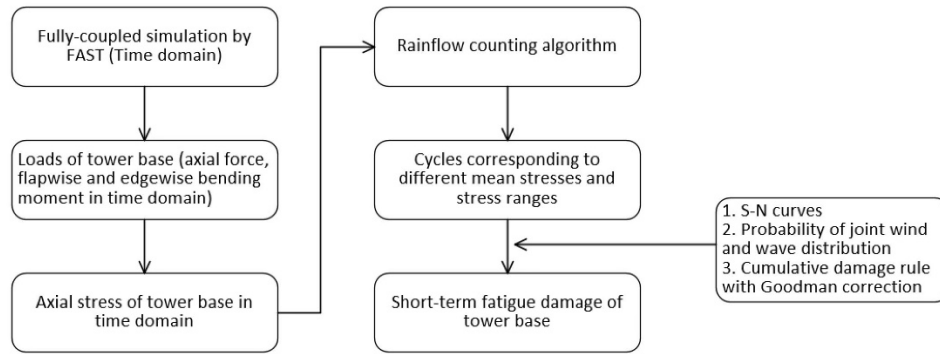 Fully-coupled simulation by
FAST (Time domain)
Loads of tower base (axial force,
flapwise and edgewise bending
moment in time domain)
Axial stress of tower base in
time domain
Rainflow counting algorithm
Cycles corresponding to
different mean stresses and
stress ranges
1. S-N curves
2. Probability of joint wind
and wave distribution
3. Cumulative damage rule
with Goodman correction
Short-term fatigue damage of
tower base